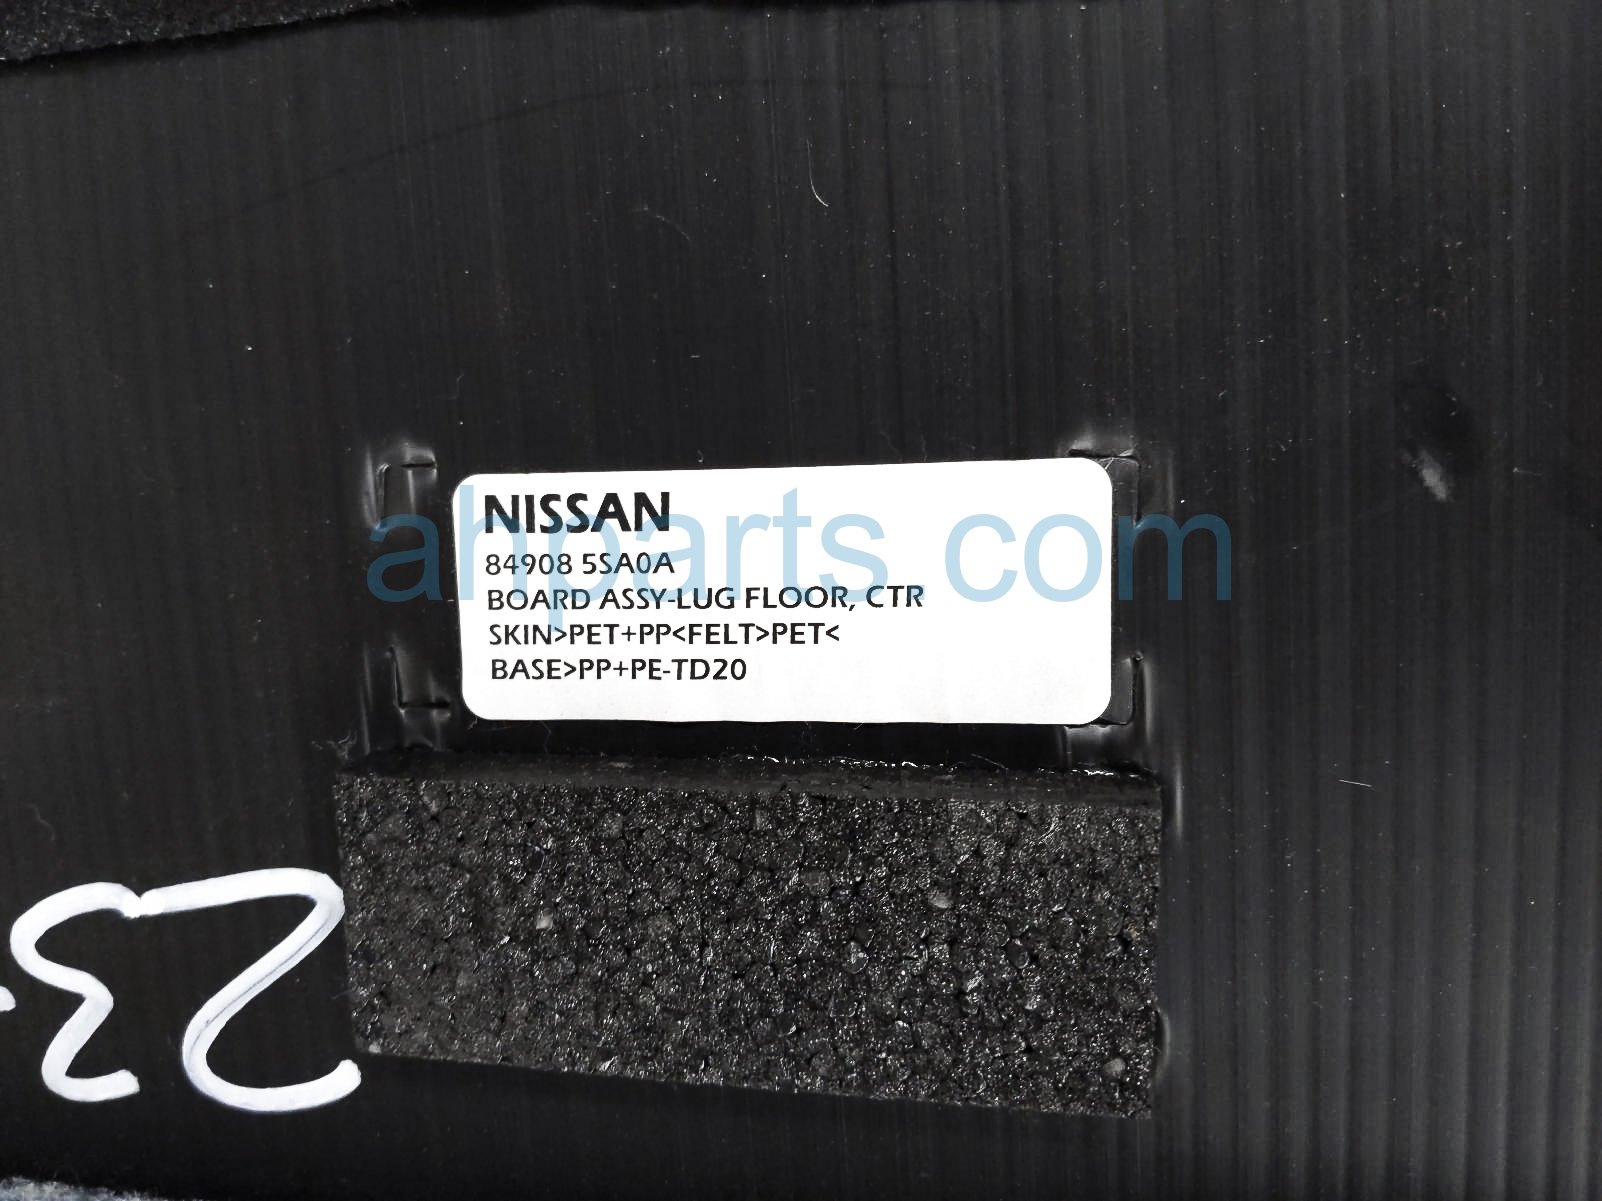 NISSAN
84908 5SA0A
BOARD ASSY-LUG FLOOR, CTR
SKIN>PET+PP<FELT>PET<
BASE>PP+PE-TD20
ahparts.com